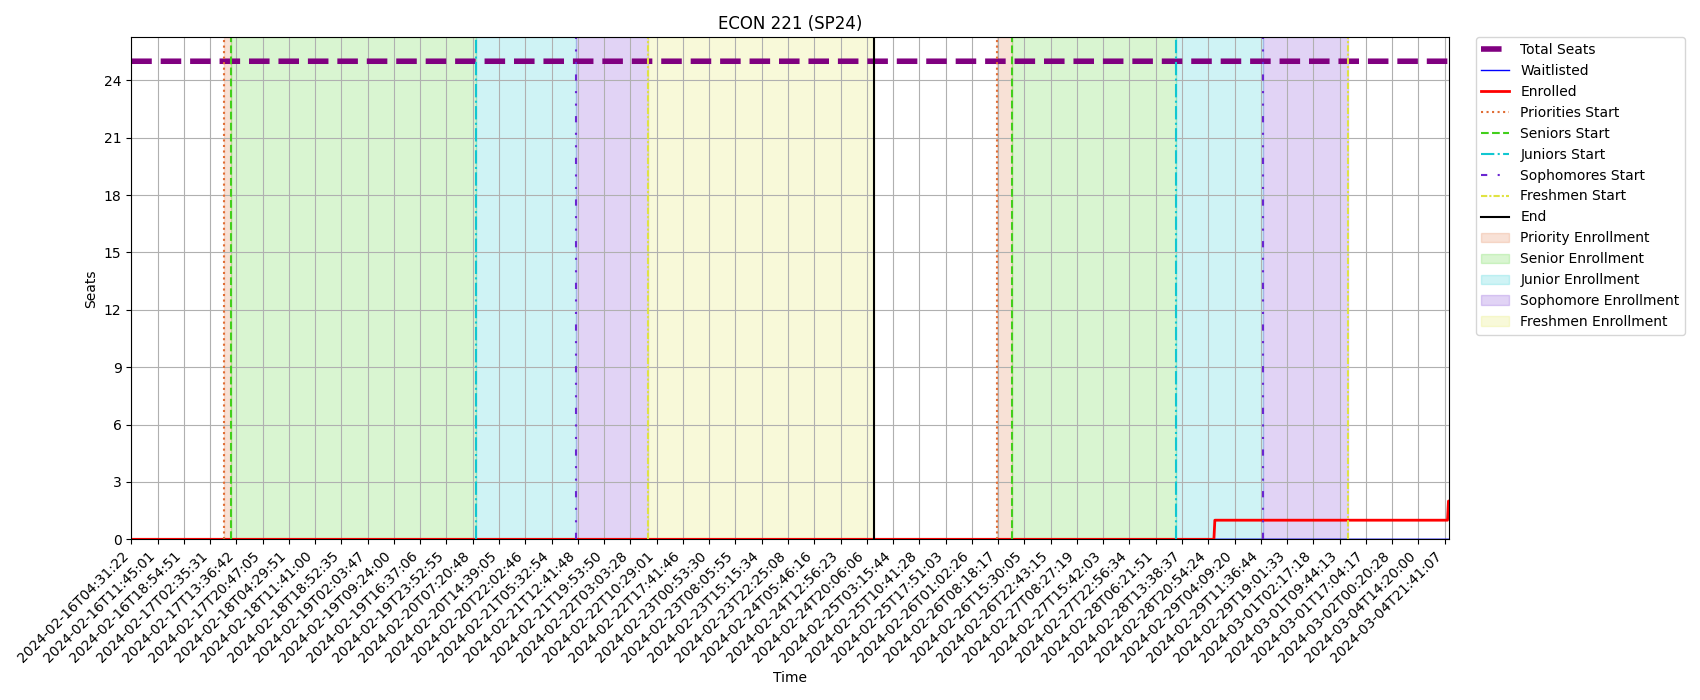 ECON 221 (SP24)
Seats
24
21
18
15
12
9
6
3
0
2024-02-16T04:31:22
2024-02-16T11:45:01
2024-02-16T18:54:51
2024-02-17T02:35:31
2024-02-17T13:36:42
2024-02-17T20:47:05
2024-02-18T04:29:51
2024-02-18T11:41:00
2024-02-18T18:52:35
2024-02-19T02:03:47
2024-02-19T09:24:00
2024-02-19T16:37:06
2024-02-19T23:52:55
2024-02-20T07:20:48
2024-02-20T14:39:05
2024-02-20T22:02:46
2024-02-21T05:32:54
2024-02-21T12:41:48
2024-02-21T19:53:50
2024-02-22T03:03:28
2024-02-22T10:29:01
2024-02-22T17:41:46
2024-02-23T00:53:30
2024-02-23T08:05:55
2024-02-23T15:15:34
2024-02-23T22:25:08
2024-02-24T05:46:16
2024-02-24T12:56:23
2024-02-24T20:06:06
2024-02-25T03:15:44
2024-02-25T10:41:28
2024-02-25T17:51:03
2024-02-26T01:02:26
2024-02-26T08:18:17
2024-02-26T15:30:05
2024-02-26T22:43:15
2024-02-27T08:27:19
2024-02-27T15:42:03
2024-02-27T22:56:34
2024-02-28T06:21:51
2024-02-28T13:38:37
2024-02-28T20:54:24
2024-02-29T04:09:20
2024-02-29T11:36:44
2024-02-29T19:01:33
2024-03-01T02:17:18
2024-03-01T09:44:13
2024-03-01T17:04:17
2024-03-02T00:20:28
2024-03-04T14:20:00
2024-03-04T21:41:07
Time
Total Seats
Waitlisted
Enrolled
Priorities Start
Seniors Start
Juniors Start
Sophomores Start
Freshmen Start
End
Priority Enrollment
Senior Enrollment
Junior Enrollment
Sophomore Enrollment
Freshmen Enrollment